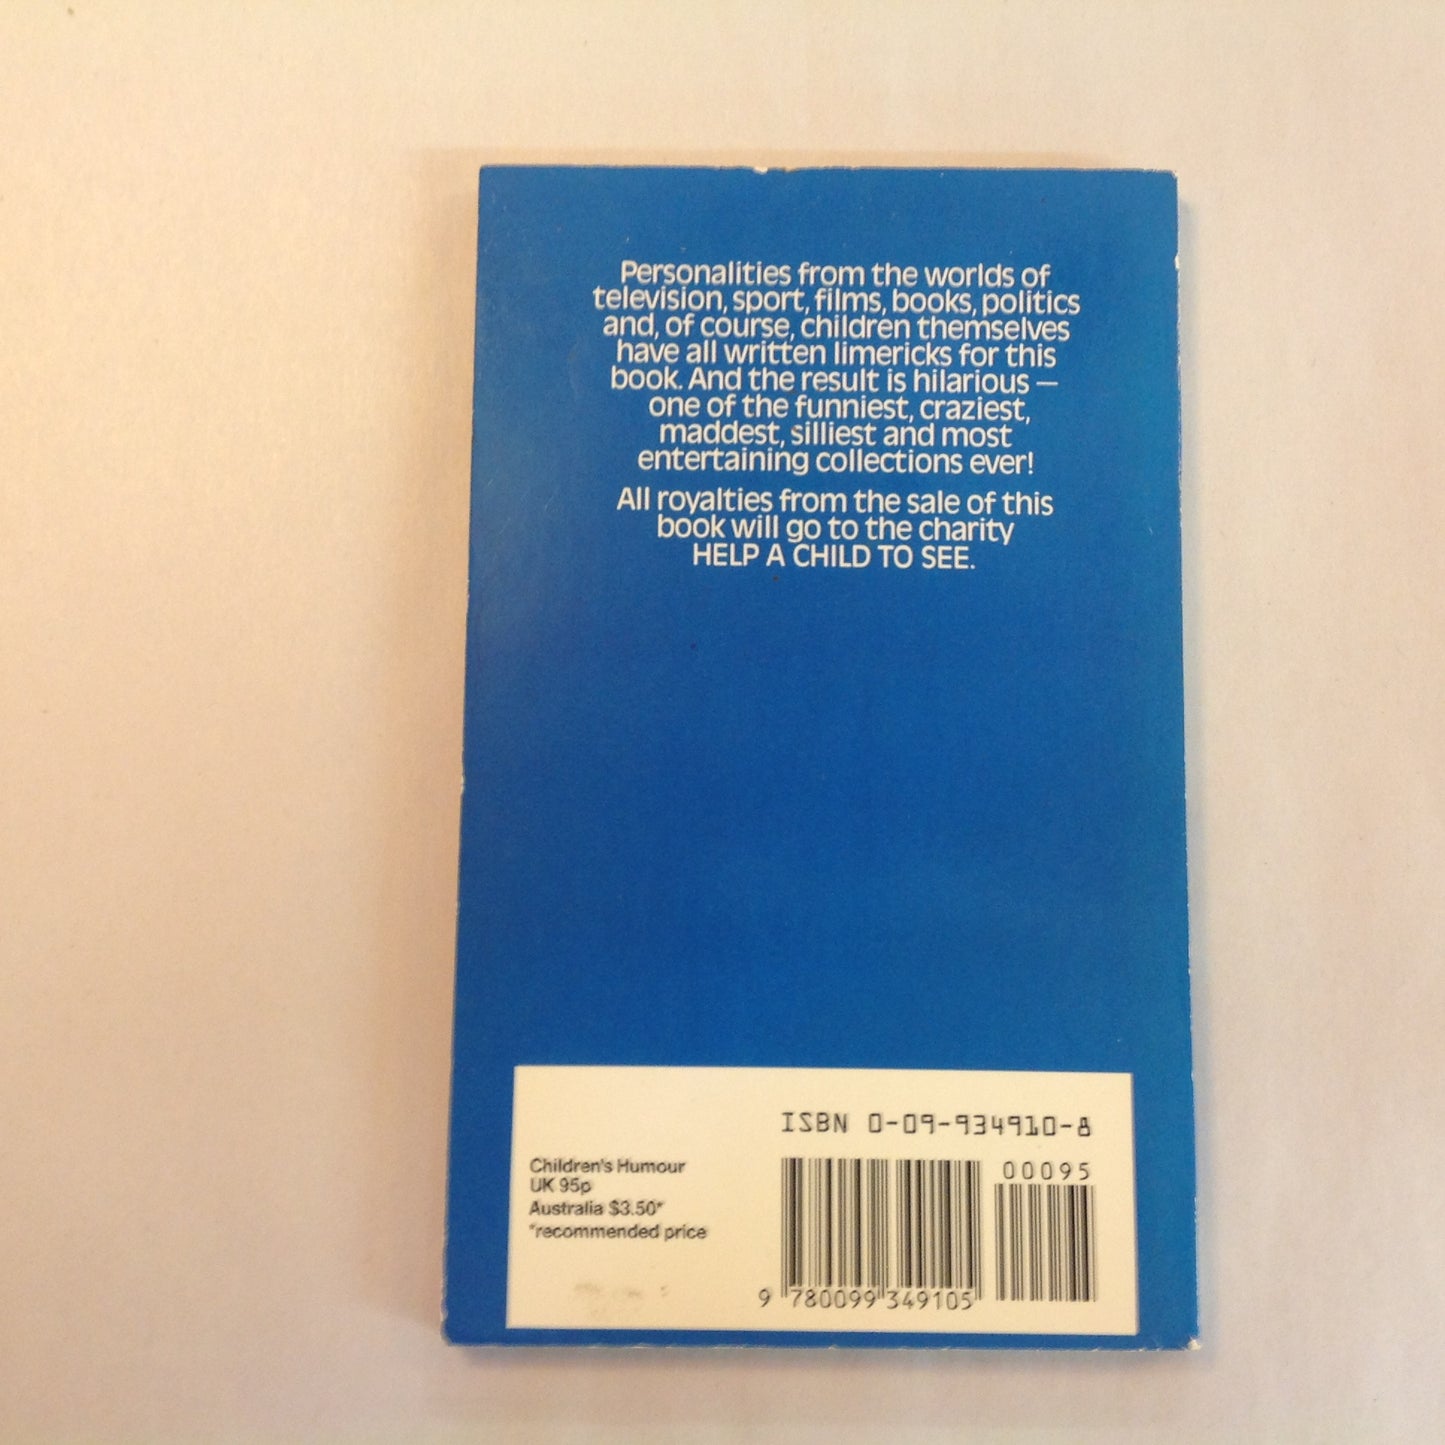 Personalities from the worlds of
television, sport, films, books, politics
and, of course, children themselves
have all written limericks for this
book. And the result is hilarious —
one of the funniest, craziest,
maddest, silliest and most
entertaining collections ever!
All royalties from the sale of this
book will go to the charity
HELP A CHILD TO SEE.
ISBN 0-09-934910-8
Children's Humour
UK 95p
Australia $3.50*
*recommended price
00095
9 780099 349105